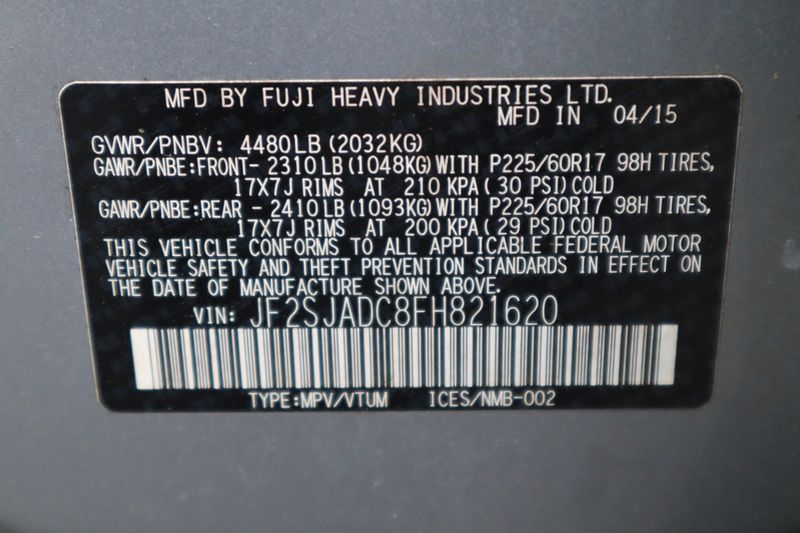 MFD BY FUJI HEAVY INDUSTRIES LTD.
MFD IN 04/15
GVWR/PNBV: 4480LB (2032KG)
GAWR/PNBE:FRONT- 2310LB (1048KG) WITH P225/60R17 98H TIRES,
17X7J RIMS AT 210 KPA( 30 PSI) COLD
GAWR/PNBE:REAR - 2410LB (1093KG) WITH P225/60R17 98H TIRES,
17X7J RIMS AT 200 KPA( 29 PSI) COLD
THIS VEHICLE CONFORMS TO ALL APPLICABLE FEDERAL MOTOR
VEHICLE SAFETY AND THEFT PREVENTION STANDARDS IN EFFECT ON
THE DATE OF MANUFACTURE SHOWN ABOVE.
VIN: JF2SJADC8FH821620
TYPE:MPV/VTUM ICES/NMB-002